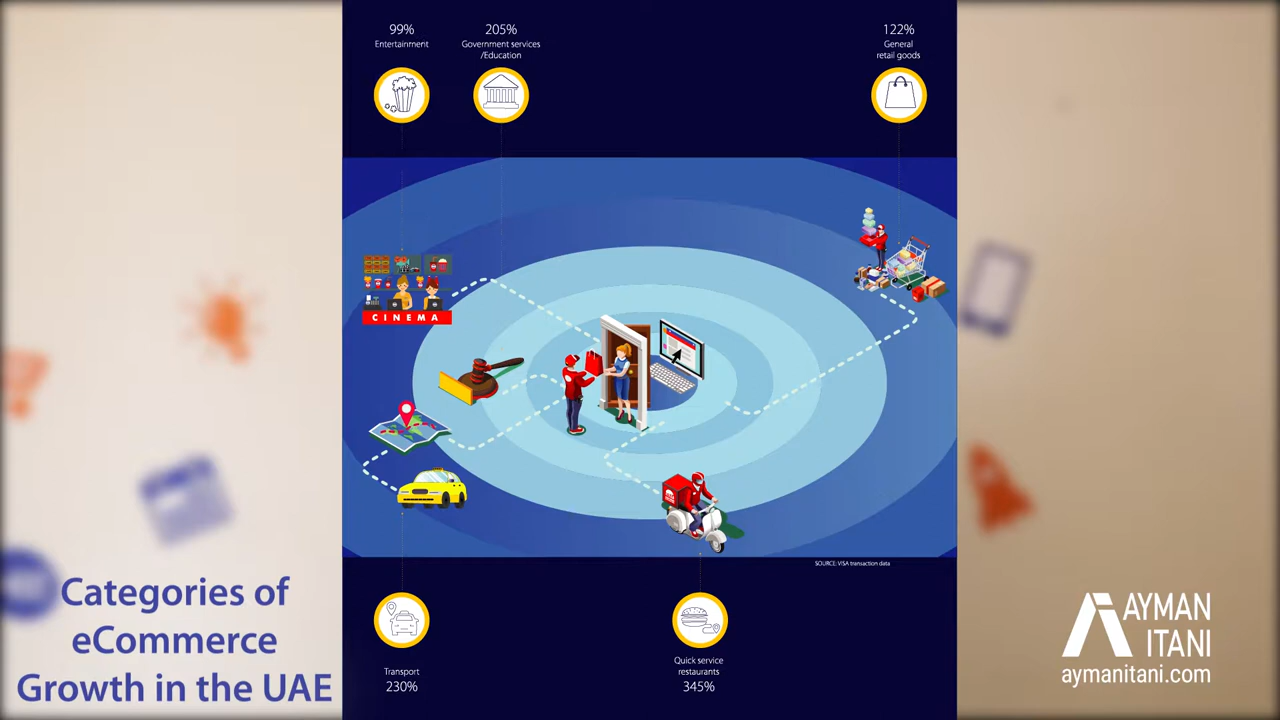 99%
Entertainment
205%
Government services
/Education
122%
General
retail goods
CINEMA
SOURCE: VISA transaction data
Transport
230%
Quick service
restaurants
345%
Categories of
eCommerce
Growth in the UAE
AYMAN
ITANI
aymanitani.com